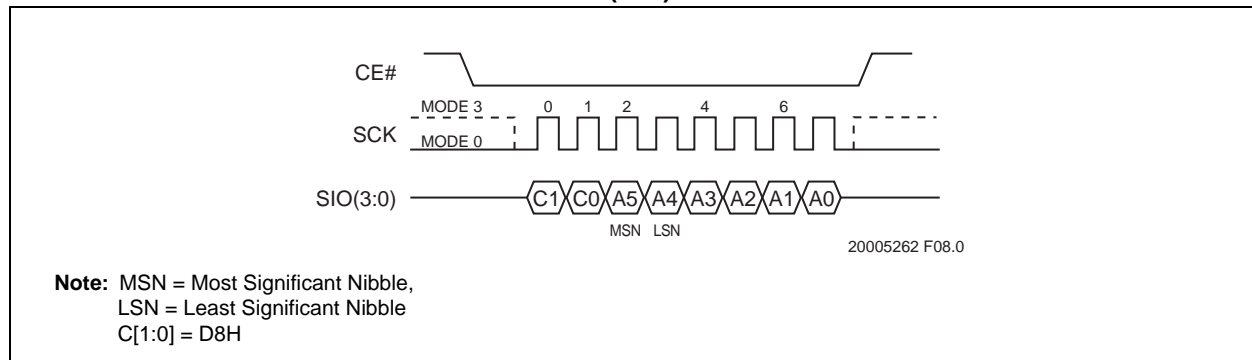 CE#
MODE 3 0 1 2 4 6
SCK
MODE 0
SIO(3:0) C1 C0 A5 A4 A3 A2 A1 A0
MSN LSN
20005262 F08.0
Note: MSN = Most Significant Nibble,
LSN = Least Significant Nibble
C[1:0] = D8H